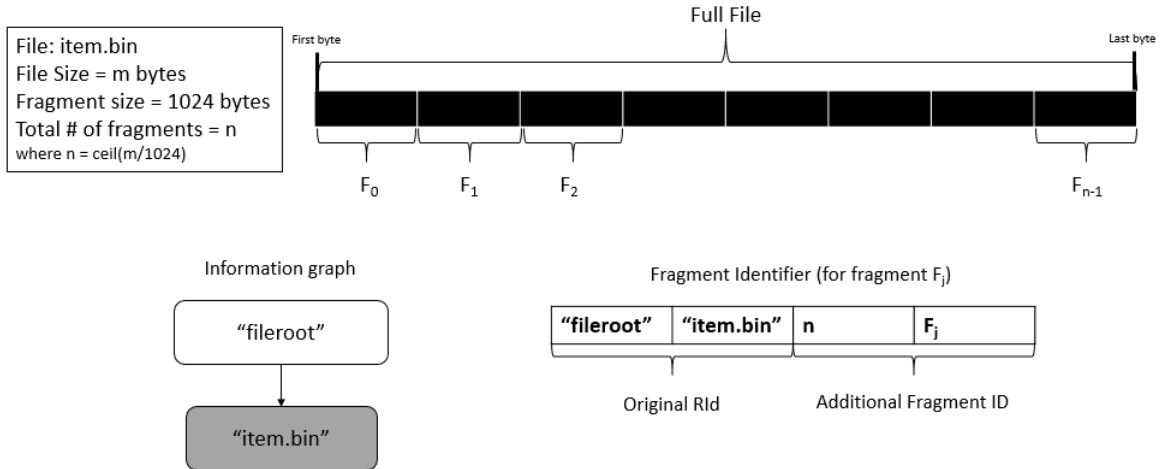 Full File
File: item.bin
File Size = m bytes
Fragment size = 1024 bytes
Total # of fragments = n
where n = ceil(m/1024)
First byte
Last byte
F₀
F₁
F₂
Fₙ₋₁
Information graph
“fileroot”
“item.bin”
Fragment Identifier (for fragment Fⱼ)
“fileroot” “item.bin” n Fⱼ
Original RId
Additional Fragment ID